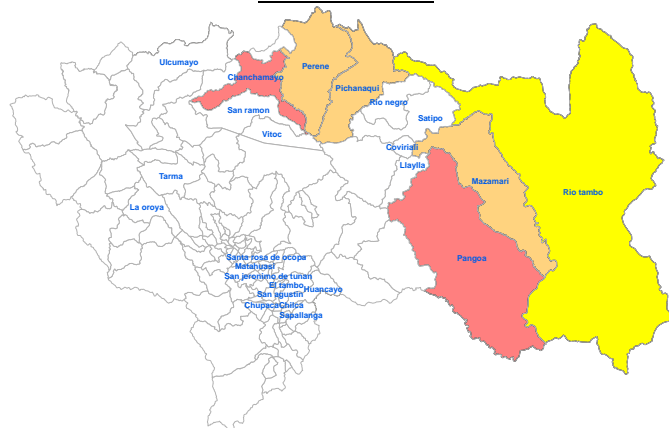 Ulcumayo
Perene
Chanchamayo
Pichanaqui
Rio negro
San ramon
Satipo
Vitoc
Coviriali
Llaylla
Tarma
Mazamari
Rio tambo
La oroya
Santa rosa de ocopa
Pangoa
Matahuasi
San jeronimo de tunan
El tambo
Huancayo
San agustin
Chupaca
Chilca
Sapallanga